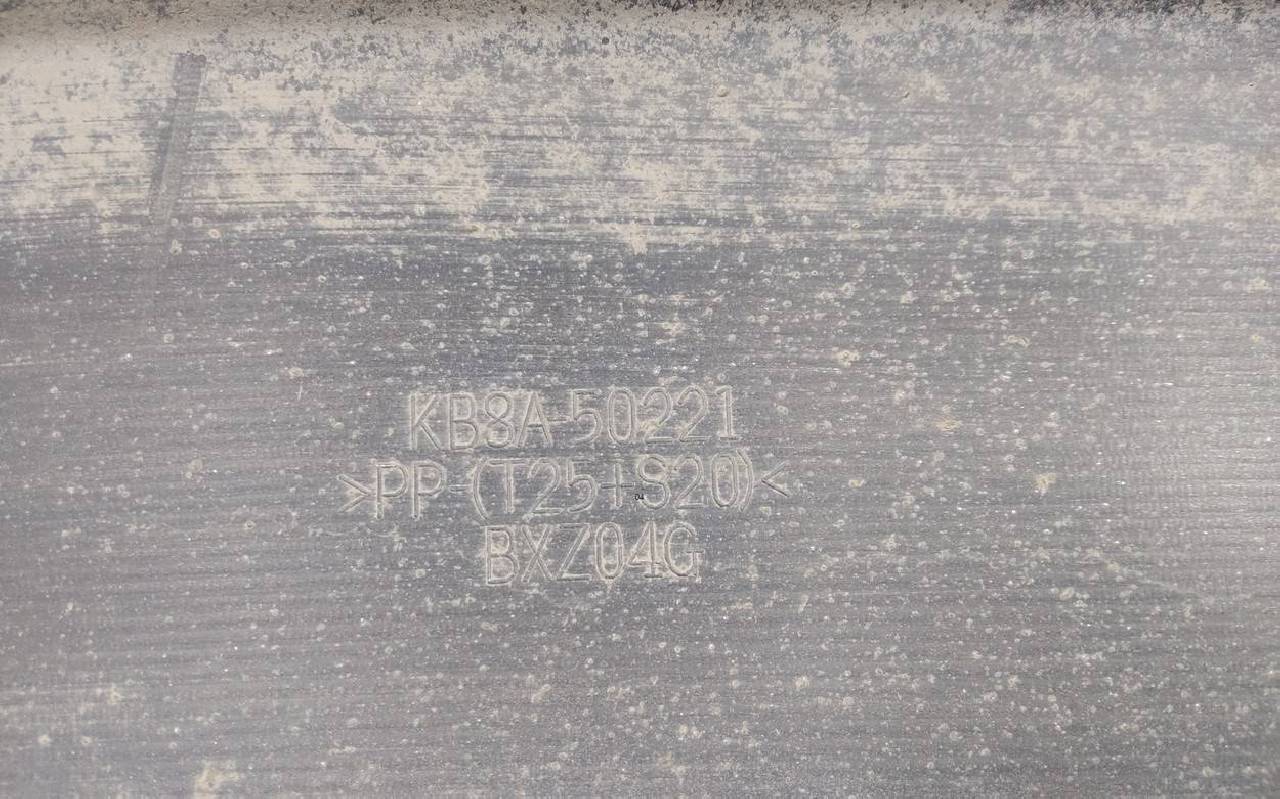 KB8A-50221
>PP-(T25+S20)<
BXZ04G